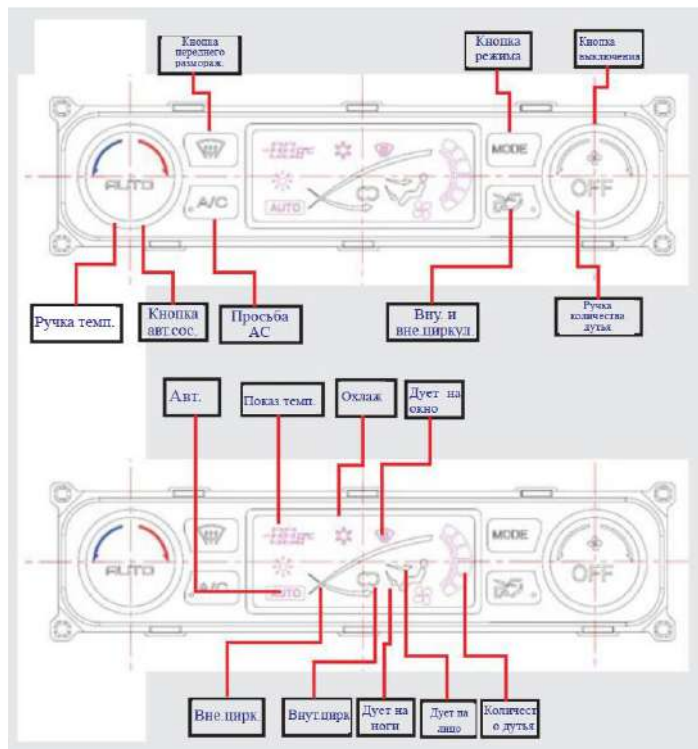 Кнопка
переднего
разморак.
Кнопка
режима
Кнопка
выключения
MODE
AUTO
A/C
AUTO
OFF
Ручка темп.
Кнопка
авт.сос.
Просьба
АС
Вну. и
вне.циркул.
Ручка
количества
дутья
Авт.
Показ темп.
Охлаж
Дует на
окно
MODE
AUTO
A/C
AUTO
OFF
Вне.цирк.
Внут.цирк
Дует на
ноги
Дует на
лицо
Количест
о дутья